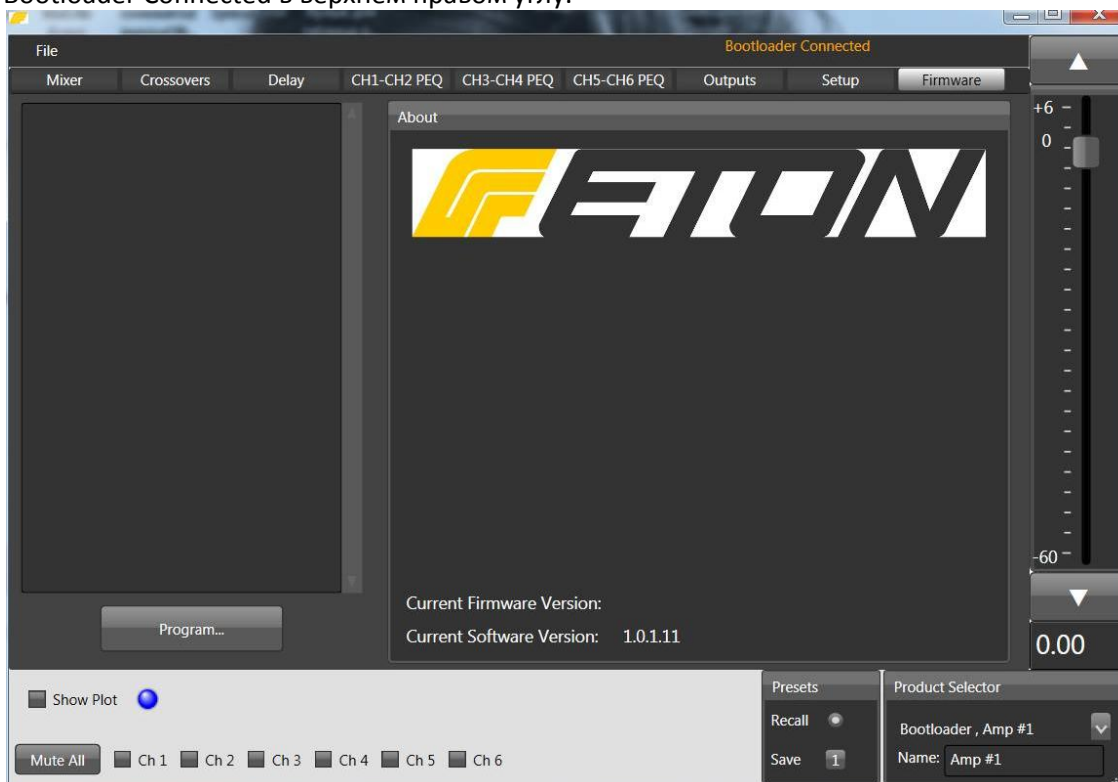 Bootloader Connected в верхнем правом углу.
File
Bootloader Connected
Mixer Crossovers Delay CH1-CH2 PEQ CH3-CH4 PEQ CH5-CH6 PEQ Outputs Setup Firmware
About
AION
+6
0
-60
Current Firmware Version:
Current Software Version: 1.0.1.11
Program...
0.00
Show Plot
Presets
Recall
Save 1
Product Selector
Bootloader , Amp #1
Name: Amp #1
Mute All Ch 1 Ch 2 Ch 3 Ch 4 Ch 5 Ch 6